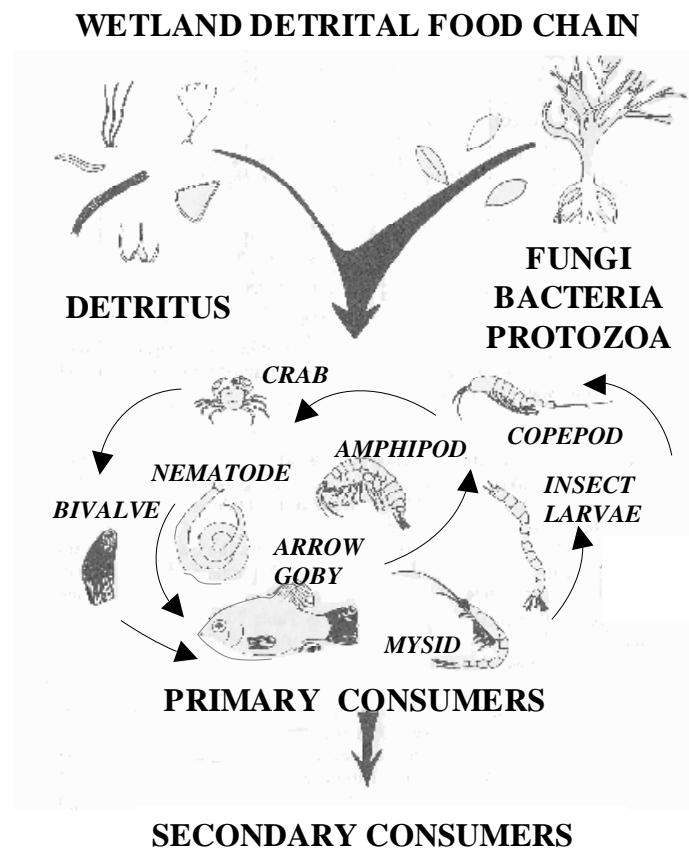 WETLAND DETRITAL FOOD CHAIN
DETRITUS
FUNGI
BACTERIA
PROTOZOA
CRAB
COPEPOD
AMPHIPOD
NEMATODE
INSECT
LARVAE
BIVALVE
ARROW
GOBY
MYSID
PRIMARY CONSUMERS
SECONDARY CONSUMERS